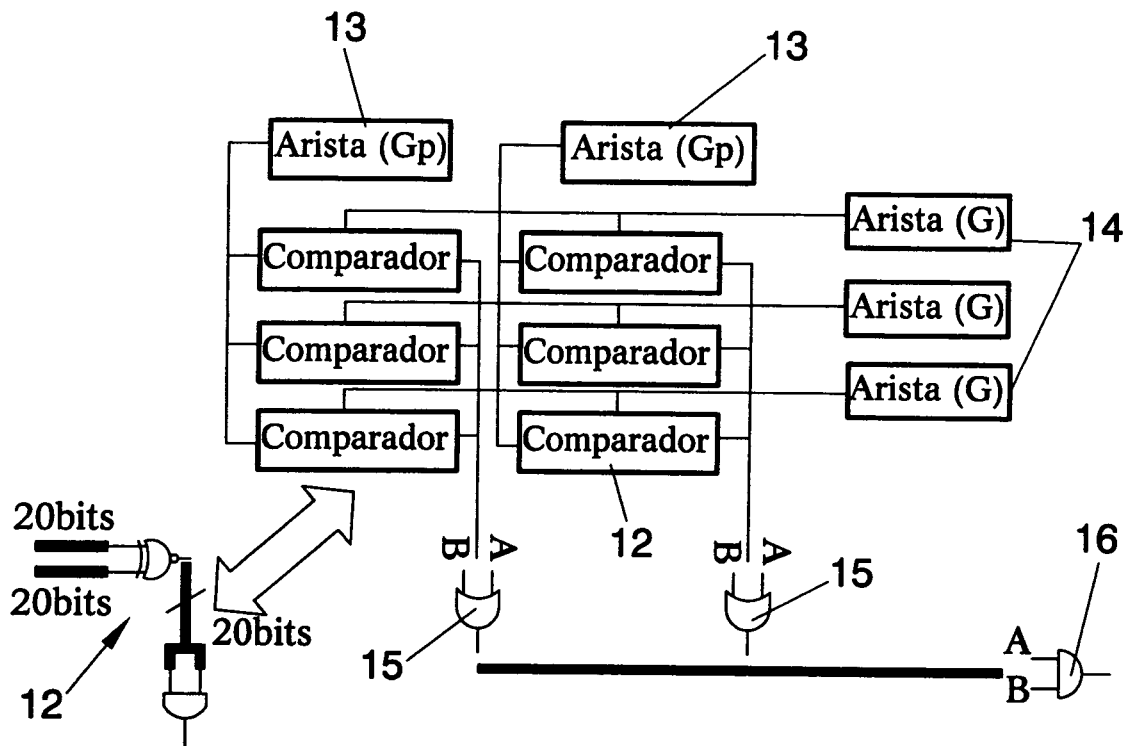 13
13
Arista (Gp)
Arista (Gp)
Arista (G)
14
Comparador
Comparador
Arista (G)
Comparador
Comparador
Arista (G)
Comparador
Comparador
20bits
12
16
B A
B A
20bits
20bits
15
15
A
12
B